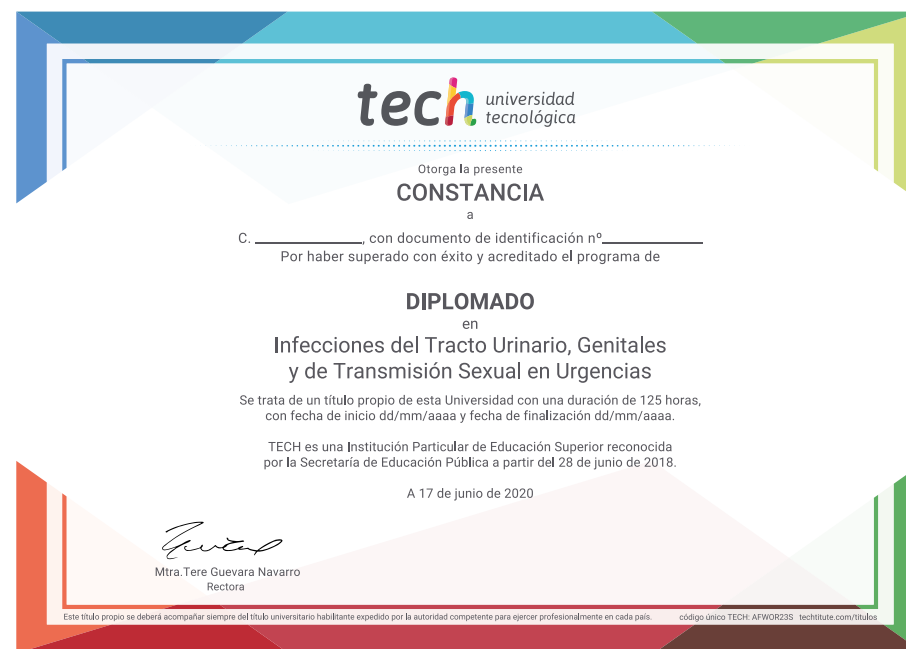 tech universidad
tecnológica
Otorga la presente
CONSTANCIA
a
C. ____________, con documento de identificación nº____________
Por haber superado con éxito y acreditado el programa de
DIPLOMADO
en
Infecciones del Tracto Urinario, Genitales
y de Transmisión Sexual en Urgencias
Se trata de un título propio de esta Universidad con una duración de 125 horas,
con fecha de inicio dd/mm/aaaa y fecha de finalización dd/mm/aaaa.
TECH es una Institución Particular de Educación Superior reconocida
por la Secretaría de Educación Pública a partir del 28 de junio de 2018.
A 17 de junio de 2020
Mtra.Tere Guevara Navarro
Rectora
Este título propio se deberá acompañar siempre del título universitario habilitante expedido por la autoridad competente para ejercer profesionalmente en cada país. código único TECH: AFWOR23S techtitute.com/titulos